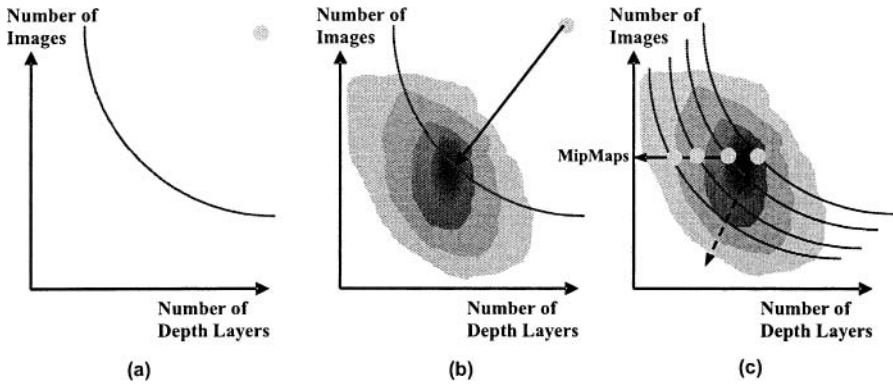 Number of
Images
Number of
Depth Layers
(a)
Number of
Images
Number of
Depth Layers
(b)
Number of
Images
MipMaps
Number of
Depth Layers
(c)